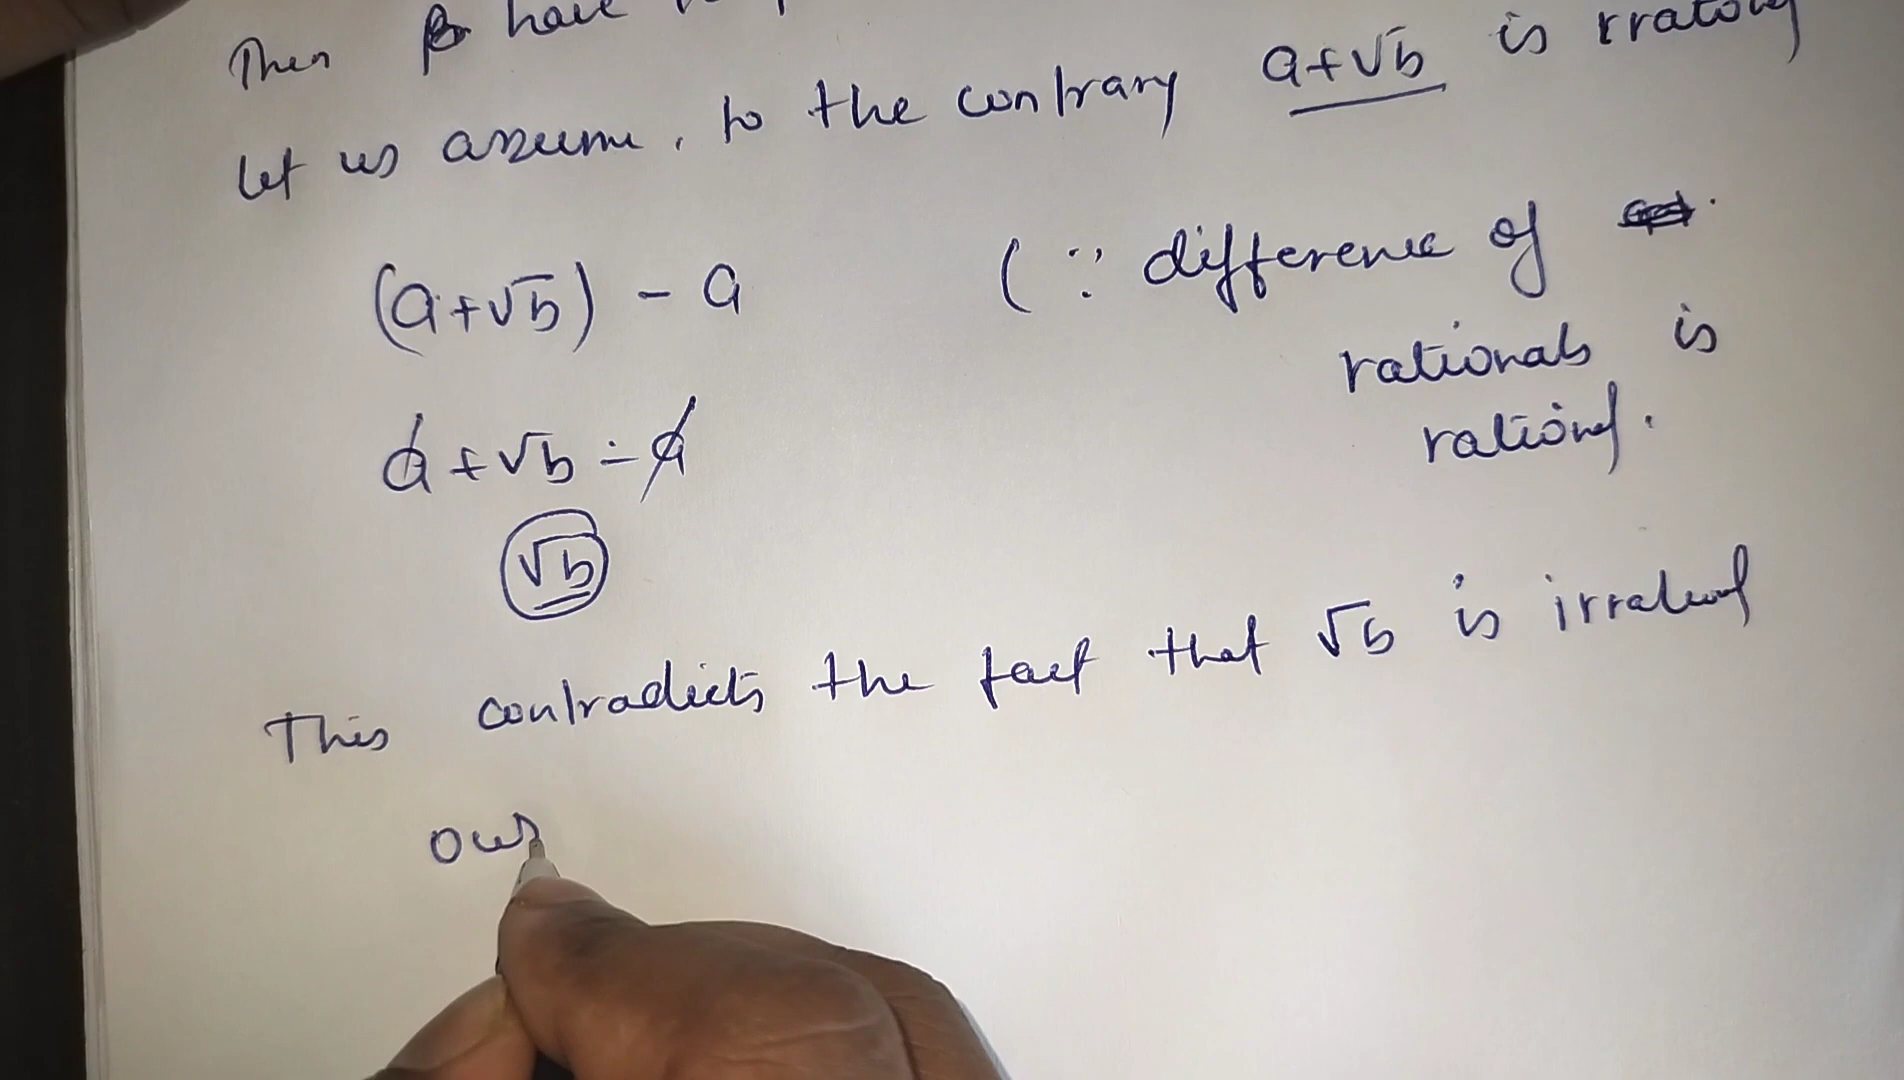 Then have
let us assume, to the contrary a+√b is
(a+√b) - a (∵ difference of
rationals is
a+√b - a rational.
√b
This contradicts the fact that √b is irrational
our